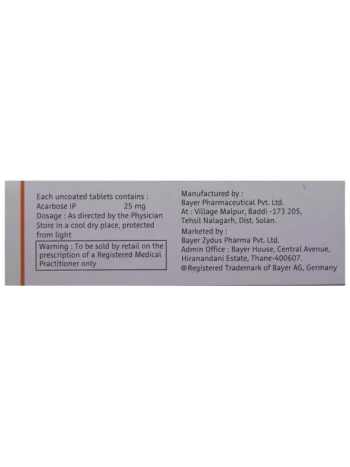 Each uncoated tablets contains :
Acarbose IP 25 mg
Dosage : As directed by the Physician
Store in a cool dry place, protected
from light
Warning : To be sold by retail on the
prescription of a Registered Medical
Practitioner only
Manufactured by :
Bayer Pharmaceutical Pvt. Ltd.
At : Village Malpur, Baddi -173 205,
Tehsil Nalagarh, Dist. Solan.
Marketed by :
Bayer Zydus Pharma Pvt. Ltd.
Admin Office : Bayer House, Central Avenue,
Hiranandani Estate, Thane-400607.
®Registered Trademark of Bayer AG, Germany